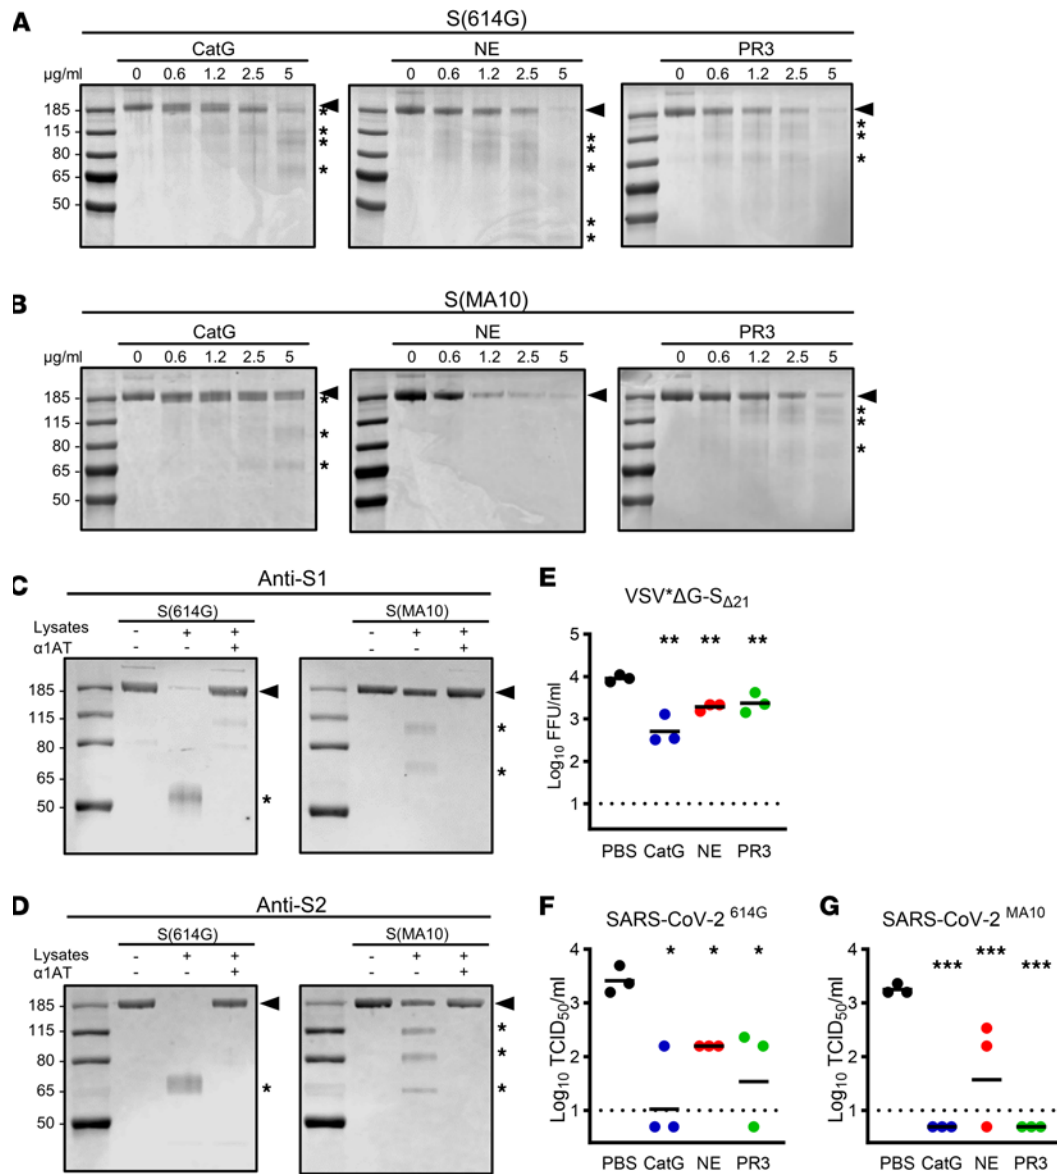 A
S(614G)
CatG NE PR3
µg/ml 0 0.6 1.2 2.5 5 0 0.6 1.2 2.5 5 0 0.6 1.2 2.5 5
185 -
*
115 - * * *
* * *
80 -
* * *
65 -
50 -
*
*
B
S(MA10)
CatG NE PR3
µg/ml 0 0.6 1.2 2.5 5 0 0.6 1.2 2.5 5 0 0.6 1.2 2.5 5
185 - *
*
115 - *
*
80 - *
65 - *
50 -
C
Anti-S1
S(614G) S(MA10)
Lysates - + + - + +
α1AT - - + - - +
185 -
115 - *
80 -
*
65 -
*
50 -
D
Anti-S2
S(614G) S(MA10)
Lysates - + + - + +
α1AT - - + - - +
185 -
115 - *
*
80 -
65 - * *
50 -
E
VSV*ΔG-SΔ21
** ** **
Log10 FFU/ml
5
4
3
2
1
PBS CatG NE PR3
F
SARS-CoV-2 614G
* * *
Log10 TCID50/ml
4
3
2
1
PBS CatG NE PR3
G
SARS-CoV-2 MA10
*** *** ***
Log10 TCID50/ml
4
3
2
1
PBS CatG NE PR3